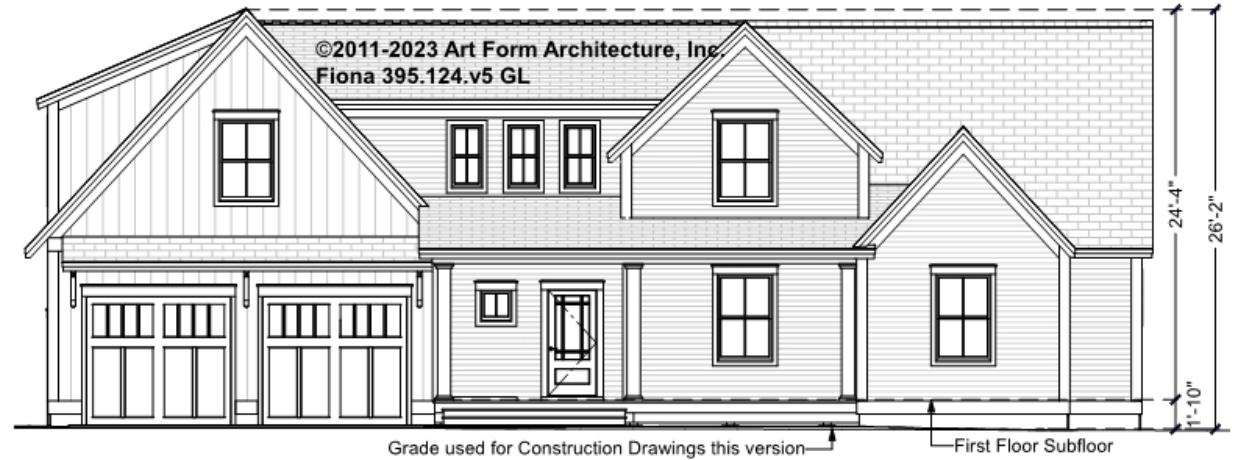 ©2011-2023 Art Form Architecture, Inc.
Fiona 395.124.v5 GL
24'-4"
26'-2"
1'-10"
Grade used for Construction Drawings this version
First Floor Subfloor